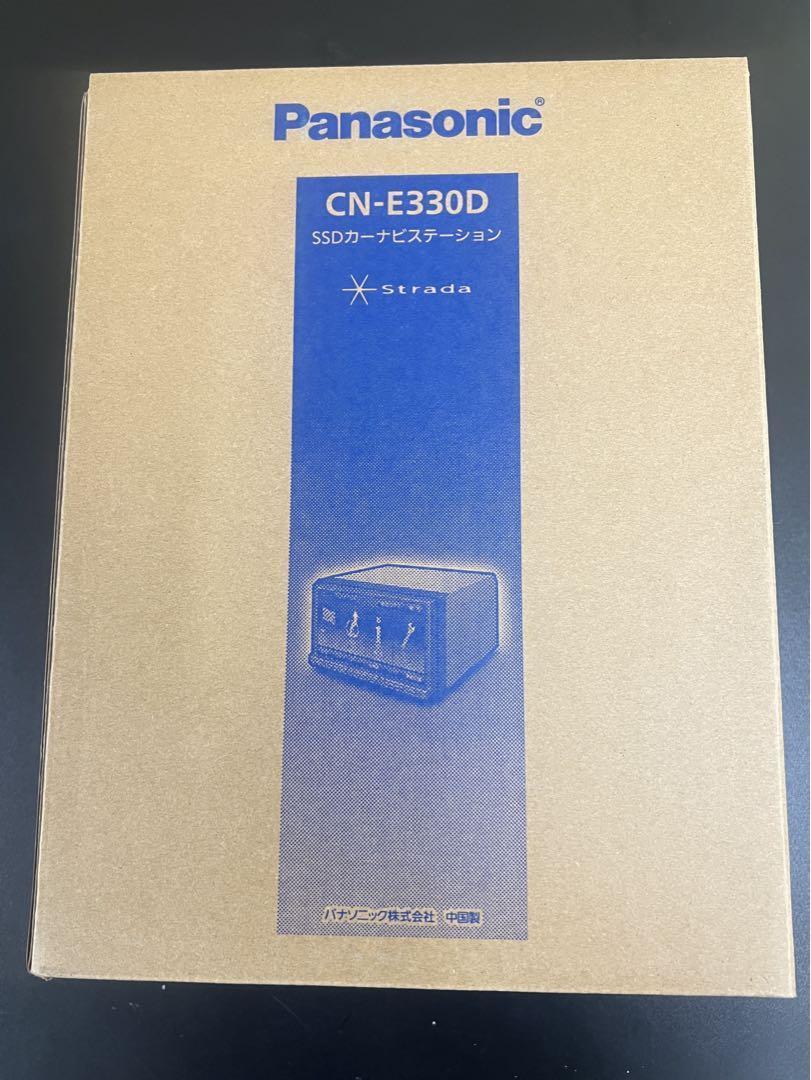 Panasonic®
CN-E330D
SSDカーナビステーション
Strada
パナソニック株式会社 中国製